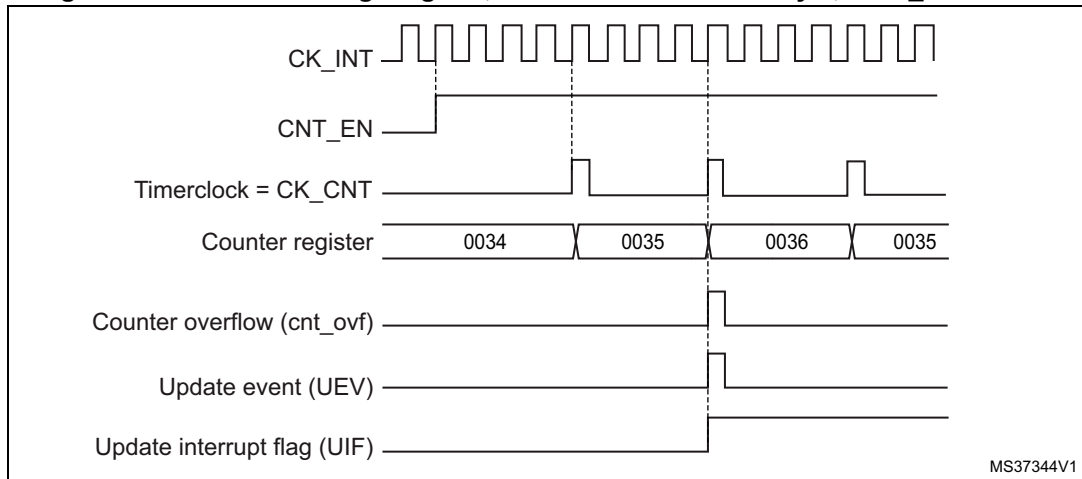 CK_INT
CNT_EN
Timerclock = CK_CNT
Counter register 0034 0035 0036 0035
Counter overflow (cnt_ovf)
Update event (UEV)
Update interrupt flag (UIF)
MS37344V1